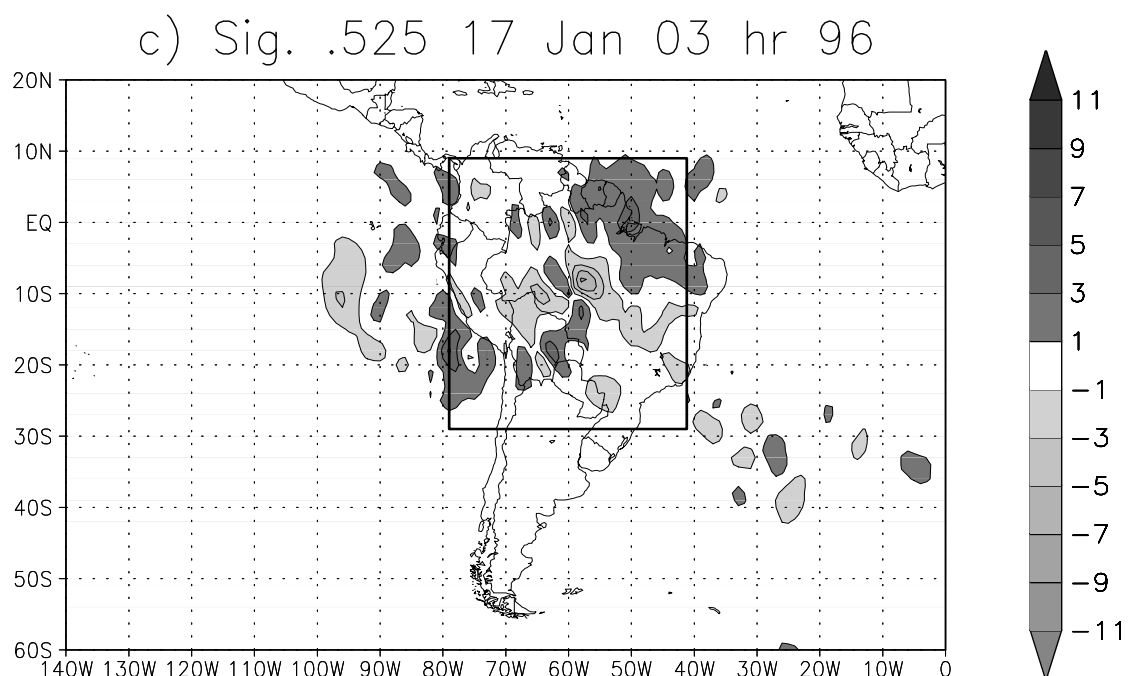 c) Sig. .525 17 Jan 03 hr 96
20N
10N
EQ
10S
20S
30S
40S
50S
60S
140W 130W 120W 110W 100W 90W 80W 70W 60W 50W 40W 30W 20W 10W 0
11
9
7
5
3
1
−1
−3
−5
−7
−9
−11